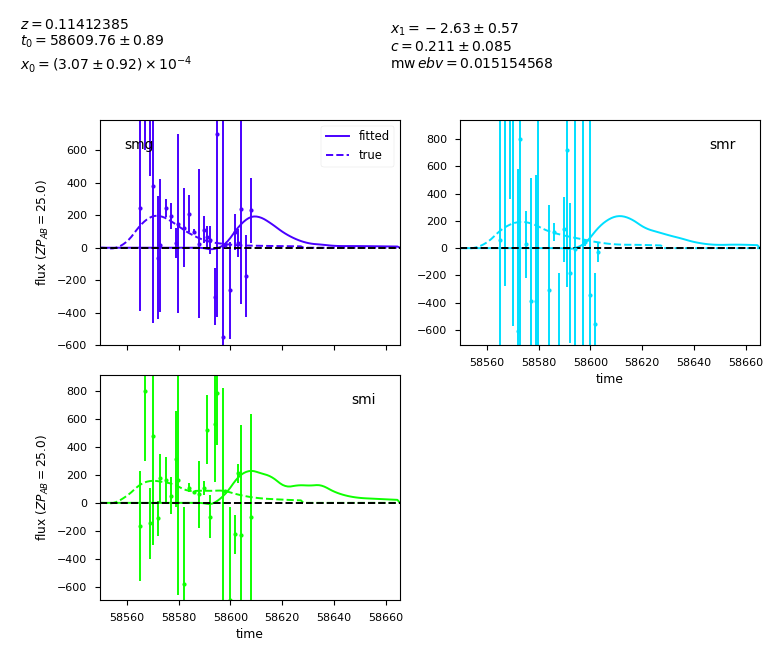 z = 0.11412385
t₀ = 58609.76 ± 0.89
x₀ = (3.07 ± 0.92) × 10⁻⁴
x₁ = −2.63 ± 0.57
c = 0.211 ± 0.085
mw ebv = 0.015154568
smg
fitted
true
600
400
200
0
−200
−400
−600
flux (ZP_AB = 25.0)
smr
800
600
400
200
0
−200
−400
−600
58560 58580 58600 58620 58640 58660
time
smi
800
600
400
200
0
−200
−400
−600
flux (ZP_AB = 25.0)
58560 58580 58600 58620 58640 58660
time